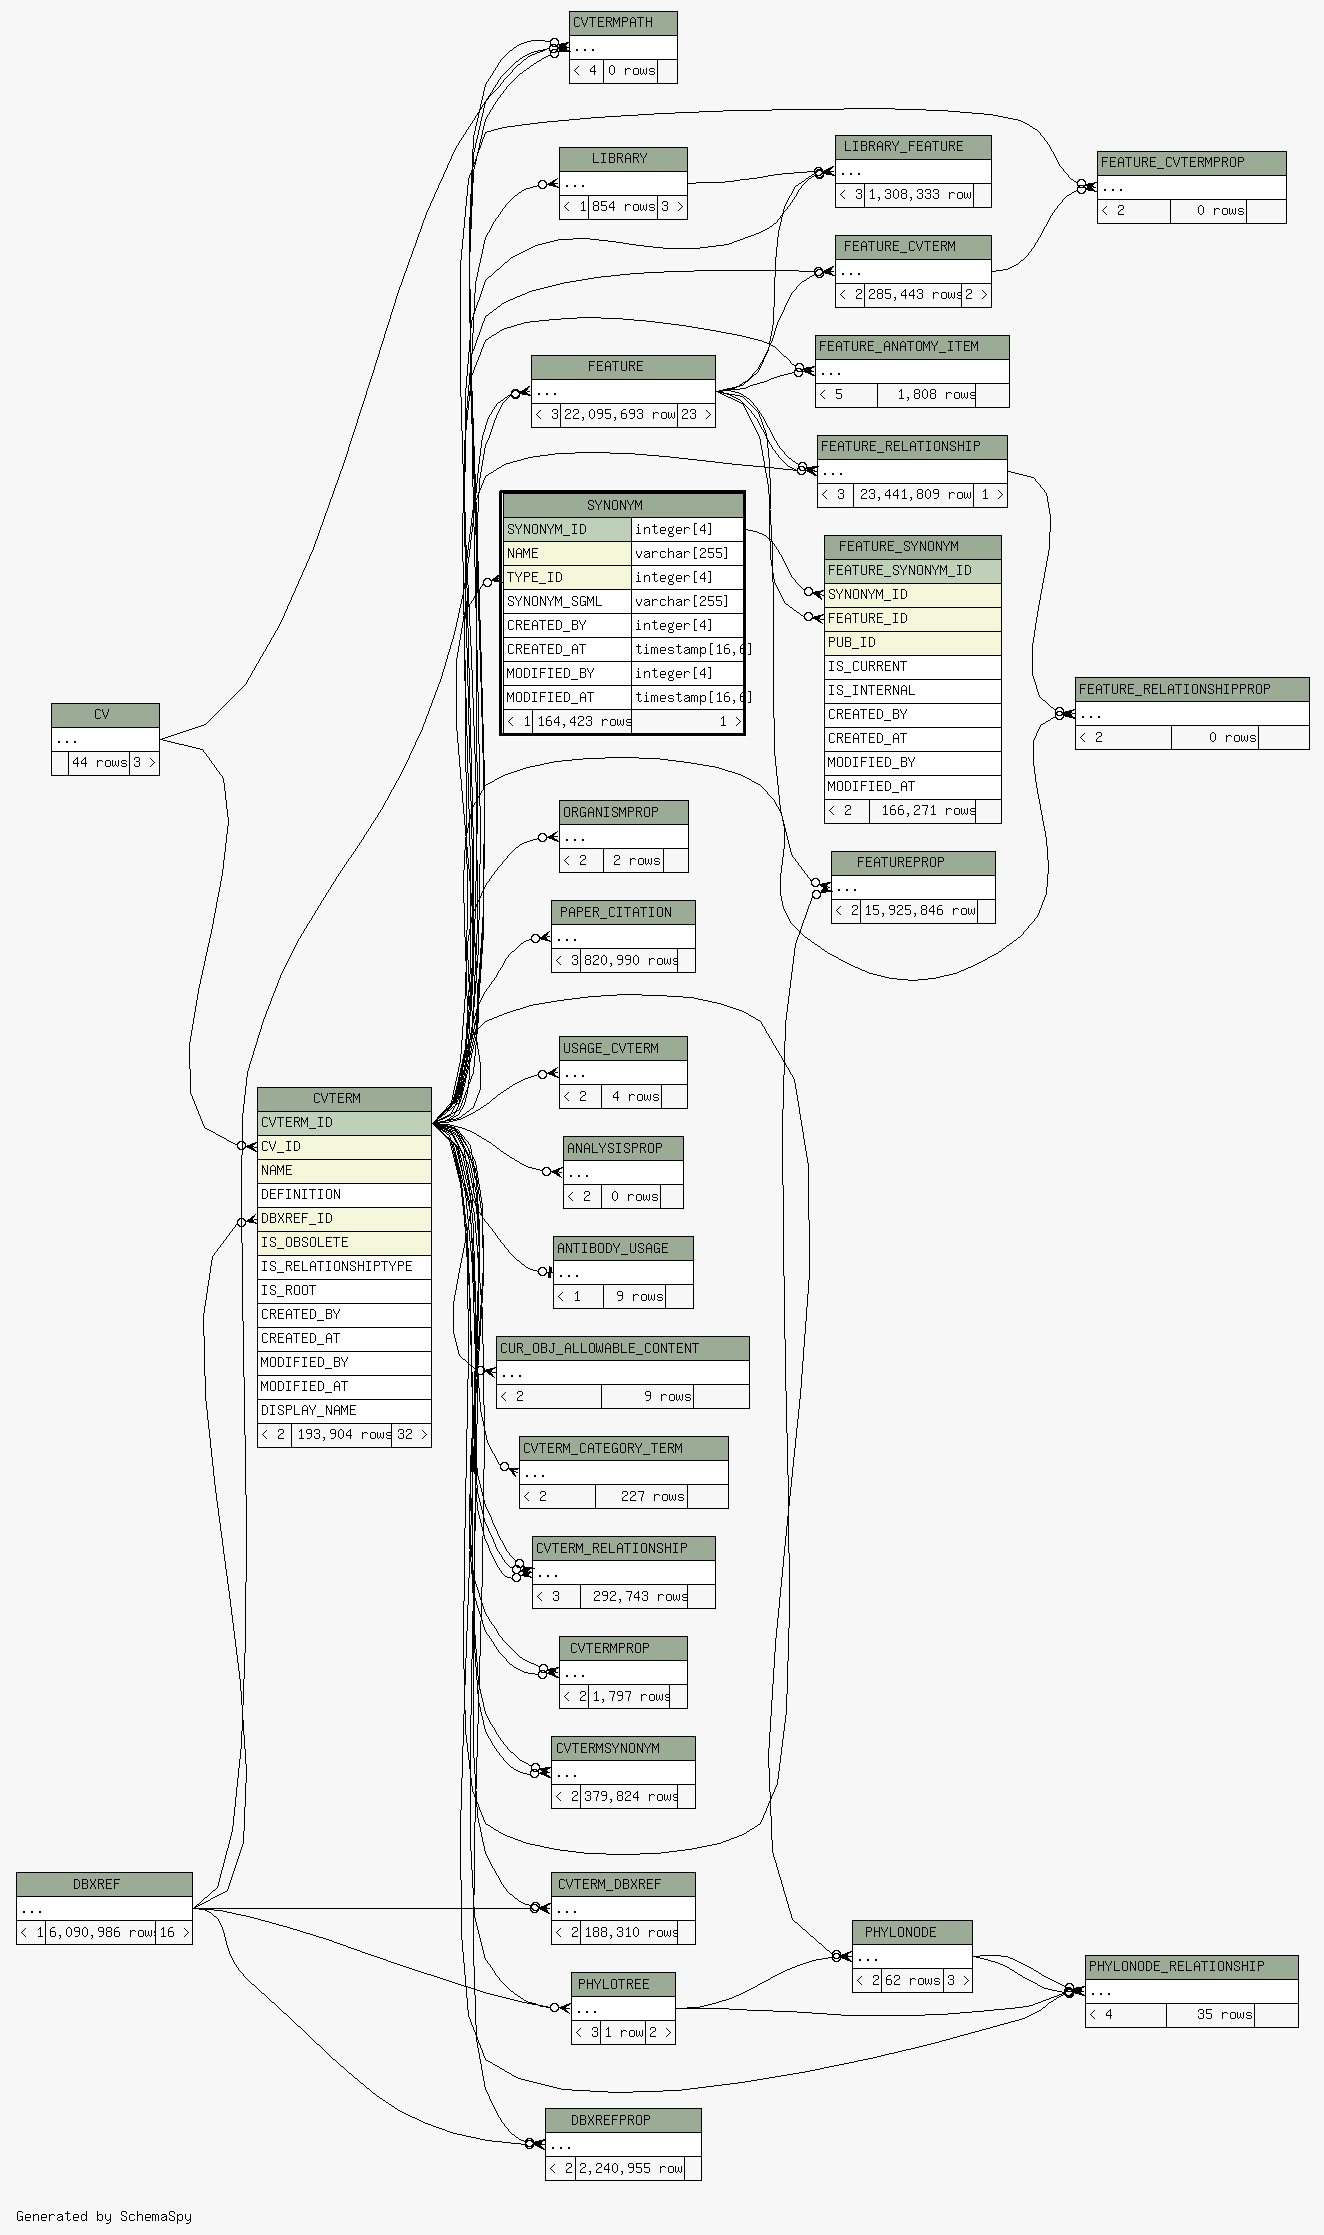 CVTERMPATH
...
< 4 0 rows
LIBRARY
...
< 1 854 rows 3 >
LIBRARY_FEATURE
...
< 3 1,308,333 row
FEATURE_CVTERMPROP
...
< 2 0 rows
FEATURE_CVTERM
...
< 2 285,443 rows 2 >
FEATURE_ANATOMY_ITEM
...
< 5 1,808 rows
FEATURE
...
< 3 22,095,693 row 23 >
FEATURE_RELATIONSHIP
...
< 3 23,441,809 row 1 >
SYNONYM
SYNONYM_ID integer[4]
NAME varchar[255]
TYPE_ID integer[4]
SYNONYM_SGML varchar[255]
CREATED_BY integer[4]
CREATED_AT timestamp[16,6]
MODIFIED_BY integer[4]
MODIFIED_AT timestamp[16,6]
< 1 164,423 rows 1 >
FEATURE_SYNONYM
FEATURE_SYNONYM_ID
SYNONYM_ID
FEATURE_ID
PUB_ID
IS_CURRENT
IS_INTERNAL
CREATED_BY
CREATED_AT
MODIFIED_BY
MODIFIED_AT
< 2 166,271 rows
FEATURE_RELATIONSHIPPROP
...
< 2 0 rows
CV
...
44 rows 3 >
ORGANISMPROP
...
< 2 2 rows
FEATUREPROP
...
< 2 15,925,846 row
PAPER_CITATION
...
< 3 820,990 rows
USAGE_CVTERM
...
< 2 4 rows
CVTERM
CVTERM_ID
CV_ID
NAME
DEFINITION
DBXREF_ID
IS_OBSOLETE
IS_RELATIONSHIPTYPE
IS_ROOT
CREATED_BY
CREATED_AT
MODIFIED_BY
MODIFIED_AT
DISPLAY_NAME
< 2 193,904 rows 32 >
ANALYSISPROP
...
< 2 0 rows
ANTIBODY_USAGE
...
< 1 9 rows
CUR_OBJ_ALLOWABLE_CONTENT
...
< 2 9 rows
CVTERM_CATEGORY_TERM
...
< 2 227 rows
CVTERM_RELATIONSHIP
...
< 3 292,743 rows
CVTERMPROP
...
< 2 1,797 rows
CVTERMSYNONYM
...
< 2 379,824 rows
DBXREF
...
< 1 6,090,986 rows 16 >
CVTERM_DBXREF
...
< 2 188,310 rows
PHYLONODE
...
< 2 62 rows 3 >
PHYLOTREE
...
< 3 1 row 2 >
PHYLONODE_RELATIONSHIP
...
< 4 35 rows
DBXREFPROP
...
< 2 2,240,955 row
Generated by SchemaSpy